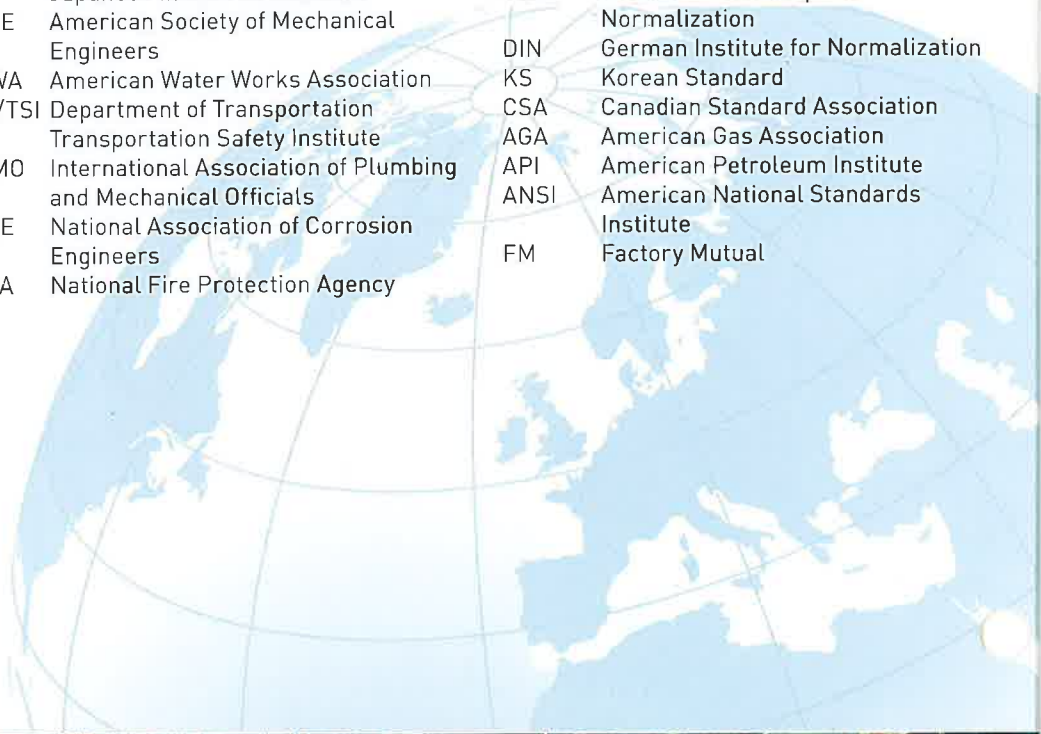 E American Society of Mechanical
Engineers
VA American Water Works Association
/TSI Department of Transportation
Transportation Safety Institute
MO International Association of Plumbing
and Mechanical Officials
E National Association of Corrosion
Engineers
A National Fire Protection Agency
Normalization
DIN German Institute for Normalization
KS Korean Standard
CSA Canadian Standard Association
AGA American Gas Association
API American Petroleum Institute
ANSI American National Standards
Institute
FM Factory Mutual